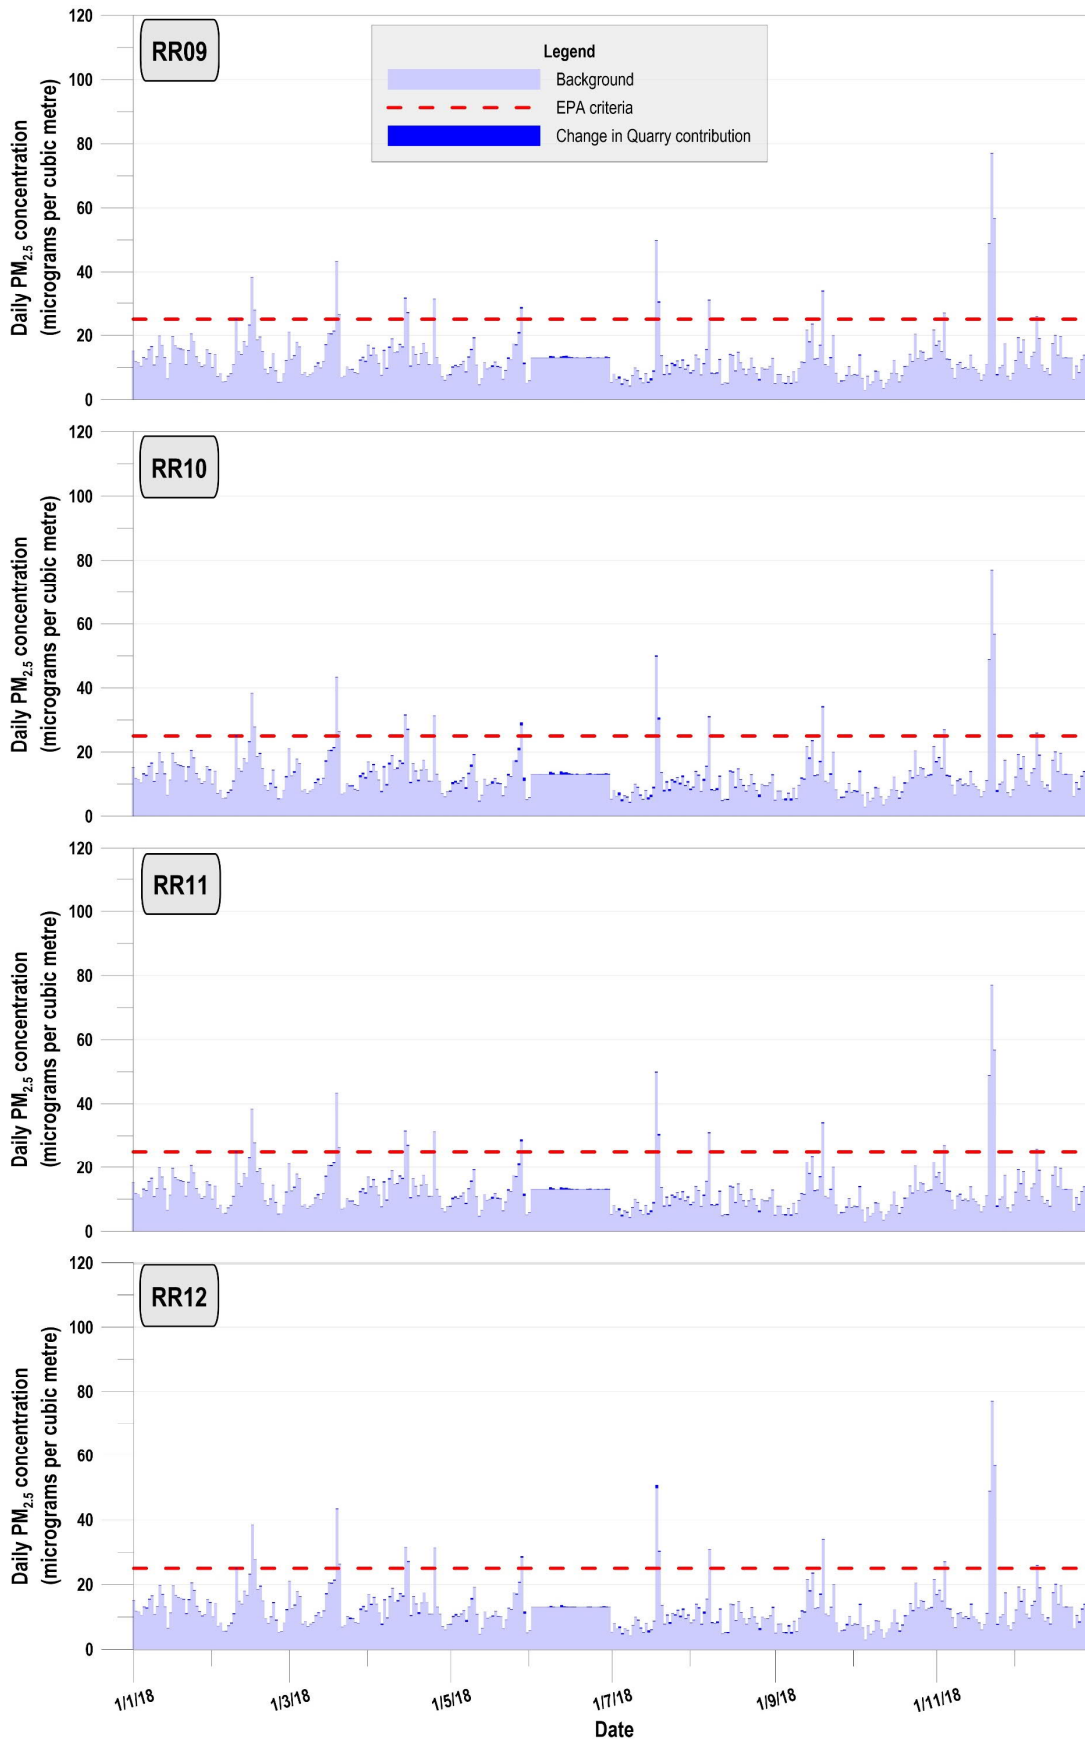 RR09
Legend
Background
EPA criteria
Change in Quarry contribution
Daily PM2.5 concentration
(micrograms per cubic metre)
120
100
80
60
40
20
0
RR10
Daily PM2.5 concentration
(micrograms per cubic metre)
120
100
80
60
40
20
0
RR11
Daily PM2.5 concentration
(micrograms per cubic metre)
120
100
80
60
40
20
0
RR12
Daily PM2.5 concentration
(micrograms per cubic metre)
120
100
80
60
40
20
0
1/1/18
1/3/18
1/5/18
1/7/18
1/9/18
1/11/18
Date